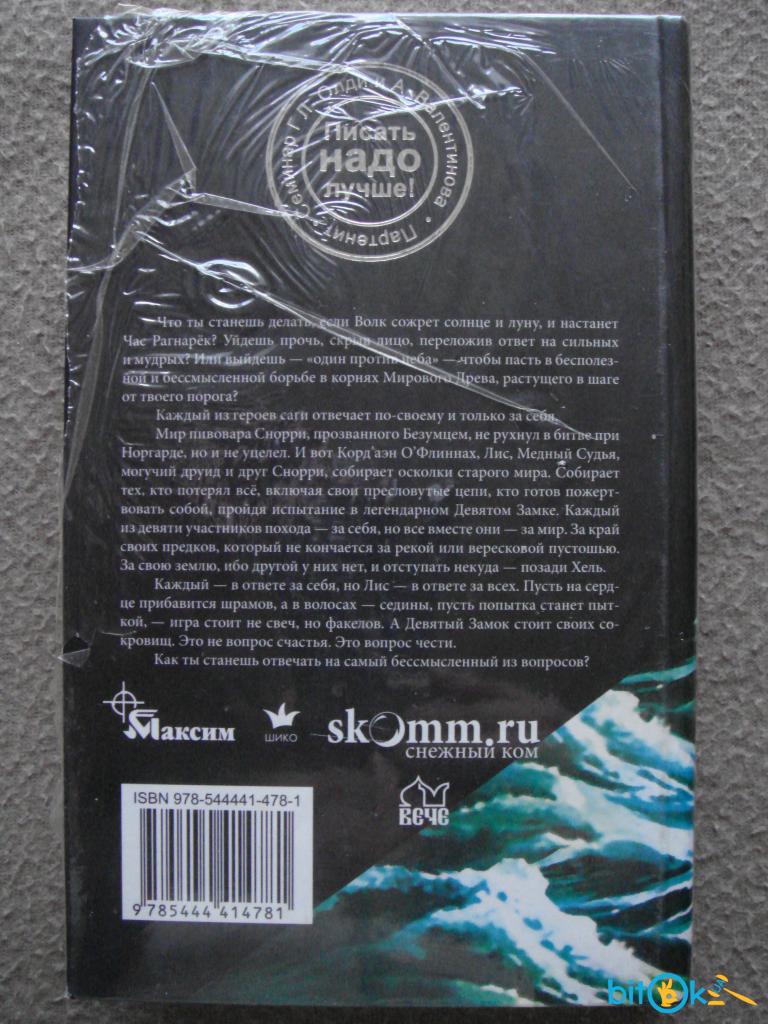 Семинар Г. Л. Олди и А. Валентинова • Партенит •
Писать
надо
лучше!
Что ты станешь делать, если Волк сожрет солнце и луну, и настанет
Час Рагнарёк? Уйдешь прочь, скрыв лицо, переложив ответ на сильных
и мудрых? Или выйдешь — «один против неба» — чтобы пасть в бесполез-
ной и бессмысленной борьбе в корнях Мирового Древа, растущего в шаге
от твоего порога?
Каждый из героев саги отвечает по-своему и только за себя.
Мир пивовара Снорри, прозванного Безумцем, не рухнул в битве при
Норгарде, но и не уцелел. И вот Корд'аэн О'Флиннах, Лис, Медный Судья,
могучий друид и друг Снорри, собирает осколки старого мира. Собирает
тех, кто потерял всё, включая свои пресловутые цепи, кто готов пожерт-
вовать собой, пройдя испытание в легендарном Девятом Замке. Каждый
из девяти участников похода — за себя, но все вместе они — за мир. За край
своих предков, который не кончается за рекой или вересковой пустошью.
За свою землю, ибо другой у них нет, и отступать некуда — позади Хель.
Каждый — в ответе за себя, но Лис — в ответе за всех. Пусть на серд-
це прибавится шрамов, а в волосах — седины, пусть попытка станет пыт-
кой, — игра стоит не свеч, но факелов. А Девятый Замок стоит своих со-
кровищ. Это не вопрос счастья. Это вопрос чести.
Как ты станешь отвечать на самый бессмысленный из вопросов?
Максим
ШИКО
skomm.ru
снежный ком
ВЕЧЕ
ISBN 978-544441-478-1
9 785444 414781
bitOk
UA